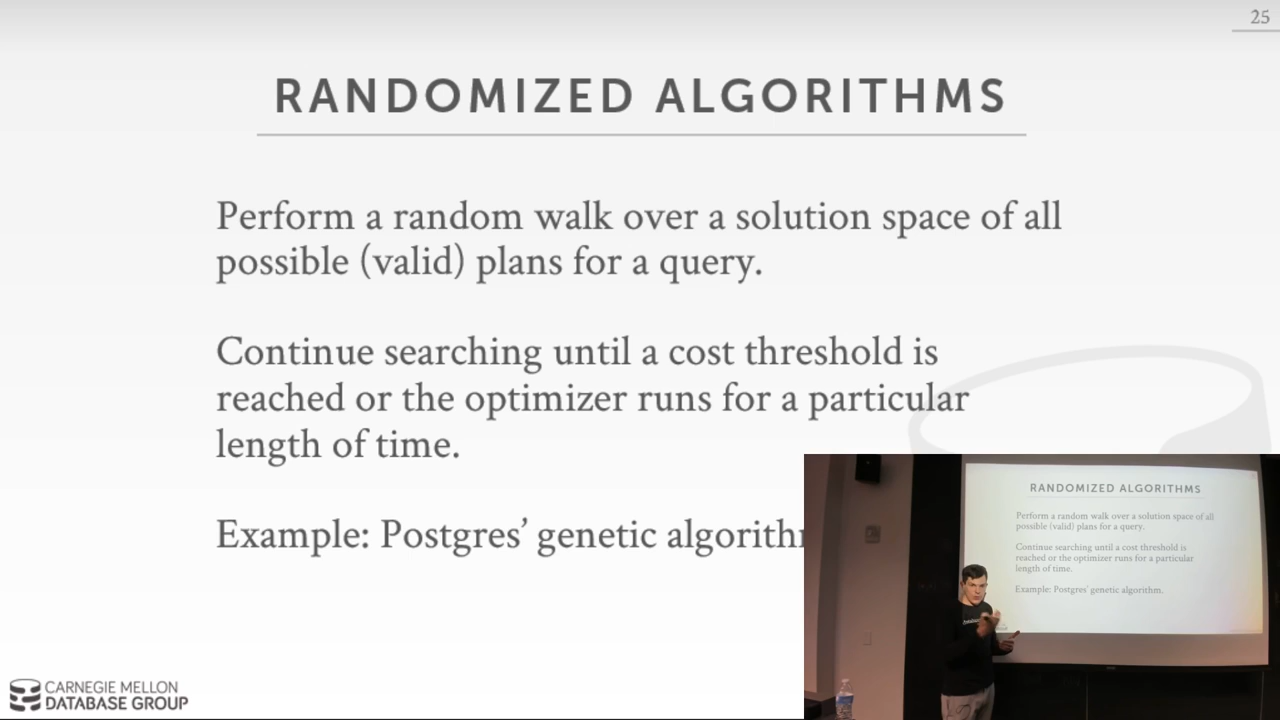 25
RANDOMIZED ALGORITHMS
Perform a random walk over a solution space of all
possible (valid) plans for a query.
Continue searching until a cost threshold is
reached or the optimizer runs for a particular
length of time.
Example: Postgres’ genetic algorithm
CARNEGIE MELLON
DATABASE GROUP
RANDOMIZED ALGORITHMS
Perform a random walk over a solution space of all
possible (valid) plans for a query.
Continue searching until a cost threshold is
reached or the optimizer runs for a particular
length of time.
Example: Postgres’ genetic algorithm.